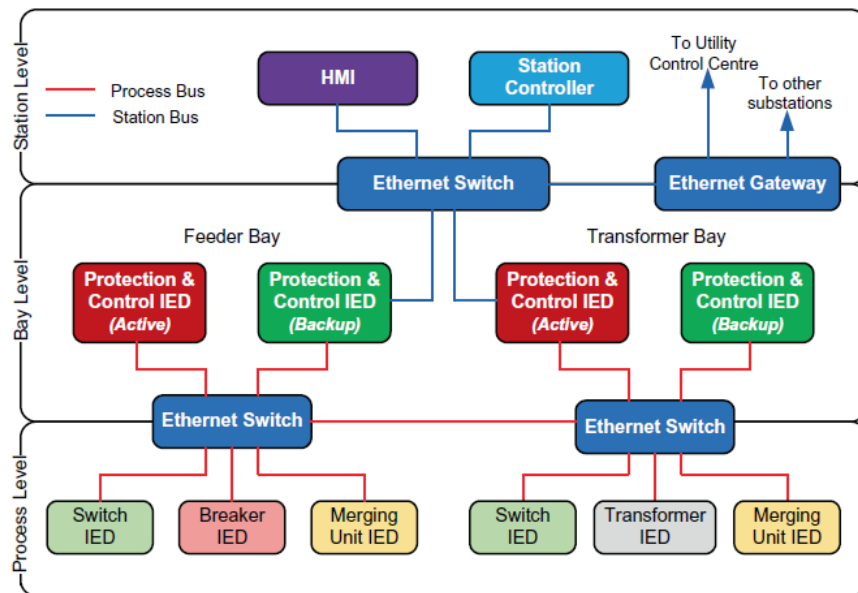 Station Level
Process Bus
Station Bus
HMI
Station
Controller
To Utility
Control Centre
To other
substations
Ethernet Switch
Ethernet Gateway
Bay Level
Feeder Bay
Transformer Bay
Protection &
Control IED
(Active)
Protection &
Control IED
(Backup)
Protection &
Control IED
(Active)
Protection &
Control IED
(Backup)
Ethernet Switch
Ethernet Switch
Process Level
Switch
IED
Breaker
IED
Merging
Unit IED
Switch
IED
Transformer
IED
Merging
Unit IED